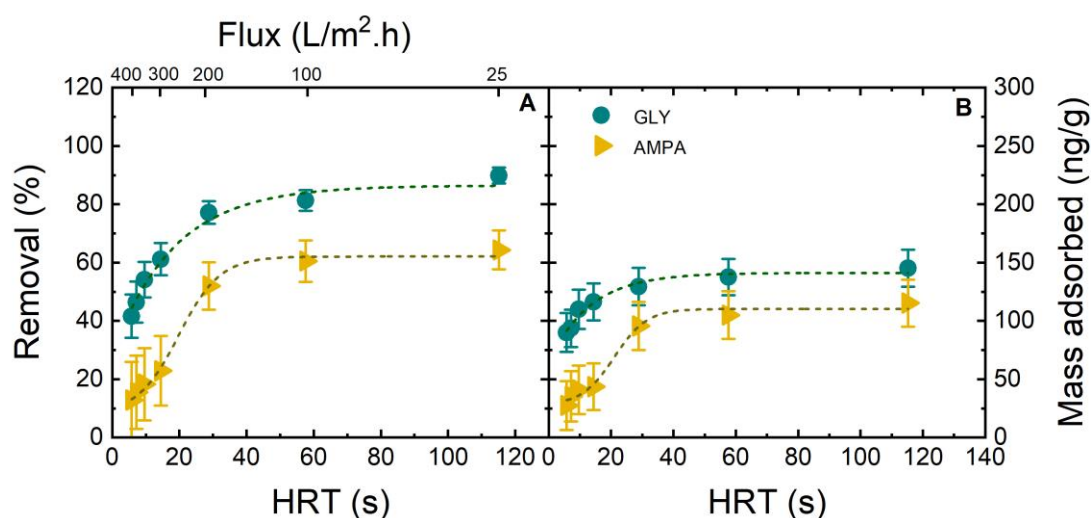 Flux (L/m².h)
400 300 200 100 25
A
B
GLY
AMPA
Removal (%)
120
100
80
60
40
20
0
Mass adsorbed (ng/g)
300
250
200
150
100
50
0
0 20 40 60 80 100 120
0 20 40 60 80 100 120 140
HRT (s)
HRT (s)